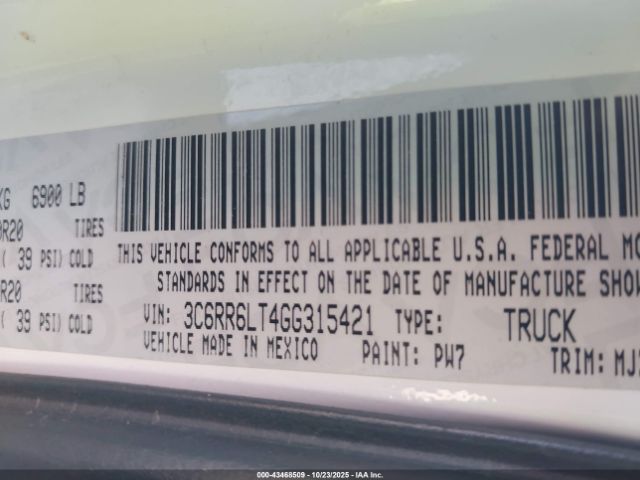 KG 6900 LB
0R20 TIRES
( 39 PSI) COLD
R20 TIRES
( 39 PSI) COLD
THIS VEHICLE CONFORMS TO ALL APPLICABLE U.S.A. FEDERAL MO
STANDARDS IN EFFECT ON THE DATE OF MANUFACTURE SHOW
VIN: 3C6RR6LT4GG315421 TYPE: TRUCK
VEHICLE MADE IN MEXICO PAINT: PW7 TRIM: MJ
00-43468509 10/23/2025 IAA Inc.